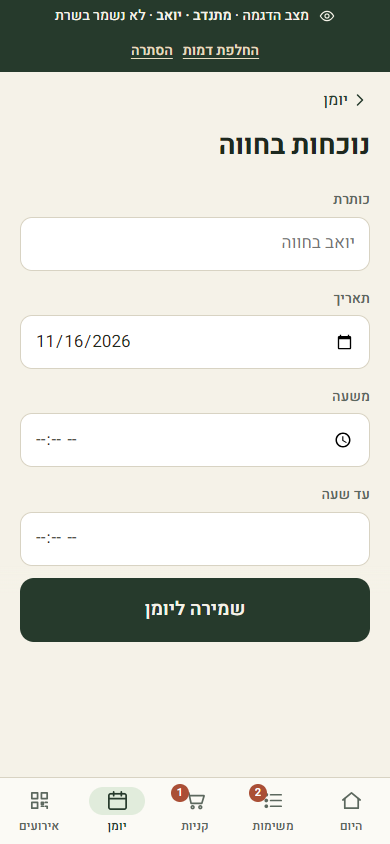 מצב הדגמה · מתנדב · יואב · לא נשמר בשרת
החלפת דמות הסתרה
יומן
נוכחות בחווה
כותרת
יואב בחווה
תאריך
11/16/2026
משעה
--:-- --
עד שעה
--:-- --
שמירה ליומן
2 1
היום משימות קניות יומן אירועים